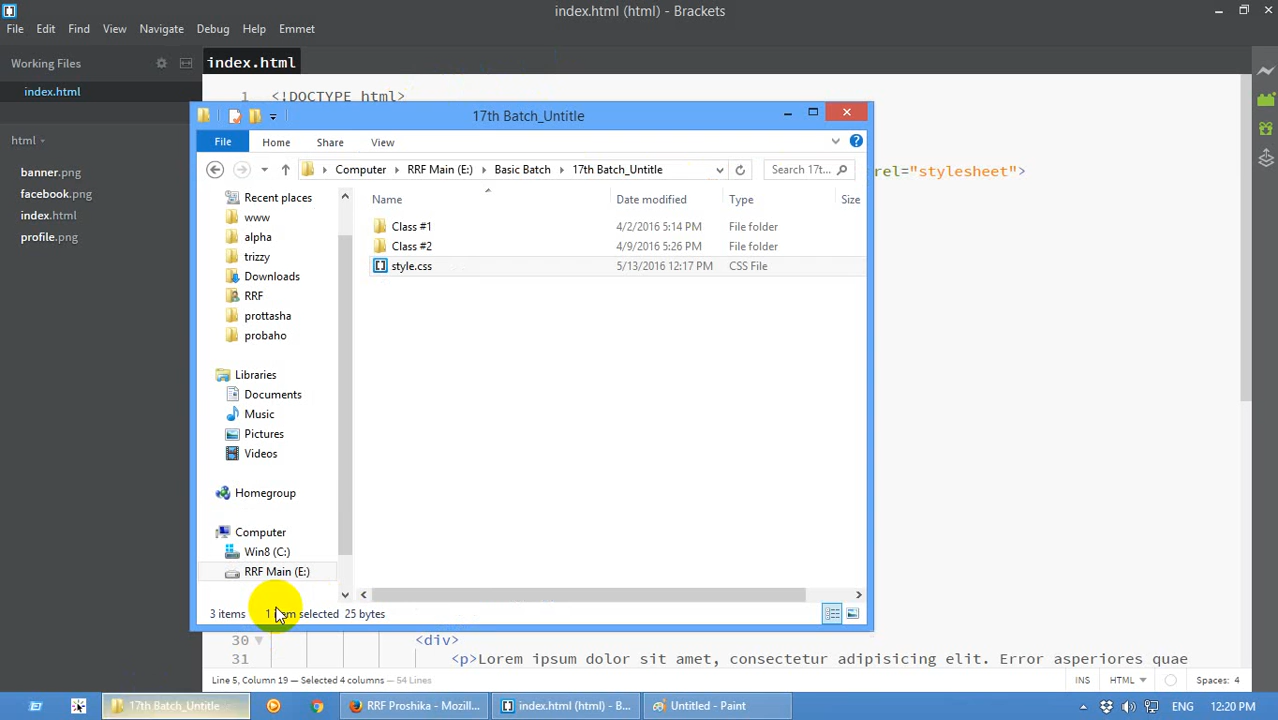 index.html (html) - Brackets
File Edit Find View Navigate Debug Help Emmet
Working Files
index.html
html
banner.png
facebook.png
index.html
profile.png
index.html
1 <!DOCTYPE html>
rel="stylesheet">
17th Batch_Untitle
File Home Share View
Computer RRF Main (E:) Basic Batch 17th Batch_Untitle Search 17t...
Name Date modified Type Size
Recent places
www
alpha
trizzy
Downloads
RRF
prottasha
probaho
Libraries
Documents
Music
Pictures
Videos
Homegroup
Computer
Win8 (C:)
RRF Main (E:)
Class #1 4/2/2016 5:14 PM File folder
Class #2 4/9/2016 5:26 PM File folder
style.css 5/13/2016 12:17 PM CSS File
3 items 1 item selected 25 bytes
30 <div>
31 <p>Lorem ipsum dolor sit amet, consectetur adipisicing elit. Error asperiores quae
Line 5, Column 19 — Selected 4 columns — 54 Lines INS HTML Spaces: 4
17th Batch_Untitle RRF Proshika - Mozill... index.html (html) - B... Untitled - Paint ENG 12:20 PM